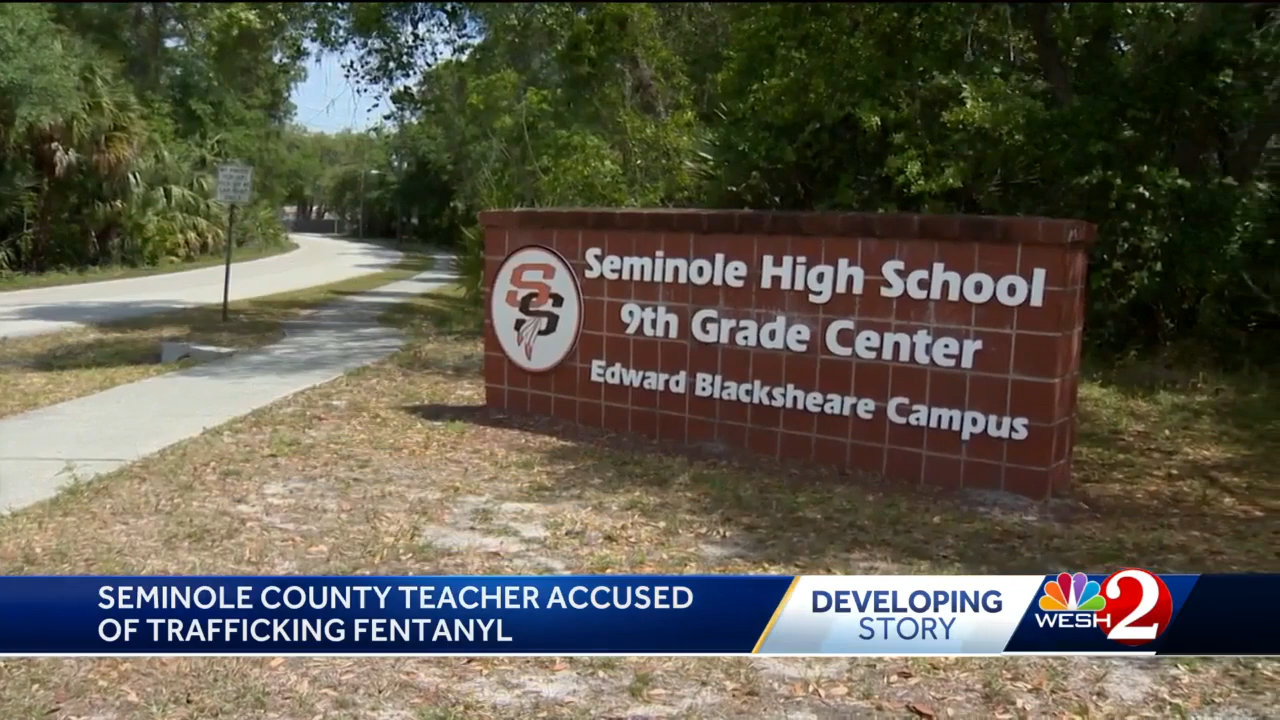 Seminole High School
9th Grade Center
Edward Blacksheare Campus
SS
SEMINOLE COUNTY TEACHER ACCUSED
OF TRAFFICKING FENTANYL
DEVELOPING
STORY
WESH 2